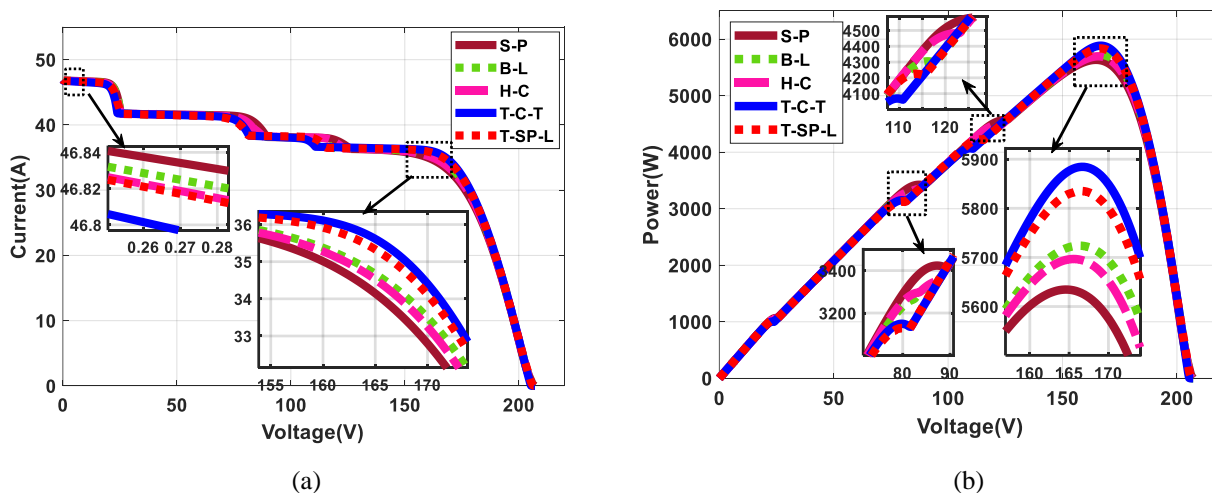 50
40
30
20
10
0
Current(A)
0
50
100
150
200
Voltage(V)
S-P
B-L
H-C
T-C-T
T-SP-L
46.84
46.82
46.8
0.26 0.27 0.28
36
35
34
33
155 160 165 170
(a)
6000
5000
4000
3000
2000
1000
0
Power(W)
0
50
100
150
200
Voltage(V)
S-P
B-L
H-C
T-C-T
T-SP-L
4500
4400
4300
4200
4100
110 120
3400
3200
80 90
5900
5800
5700
5600
160 165 170
(b)